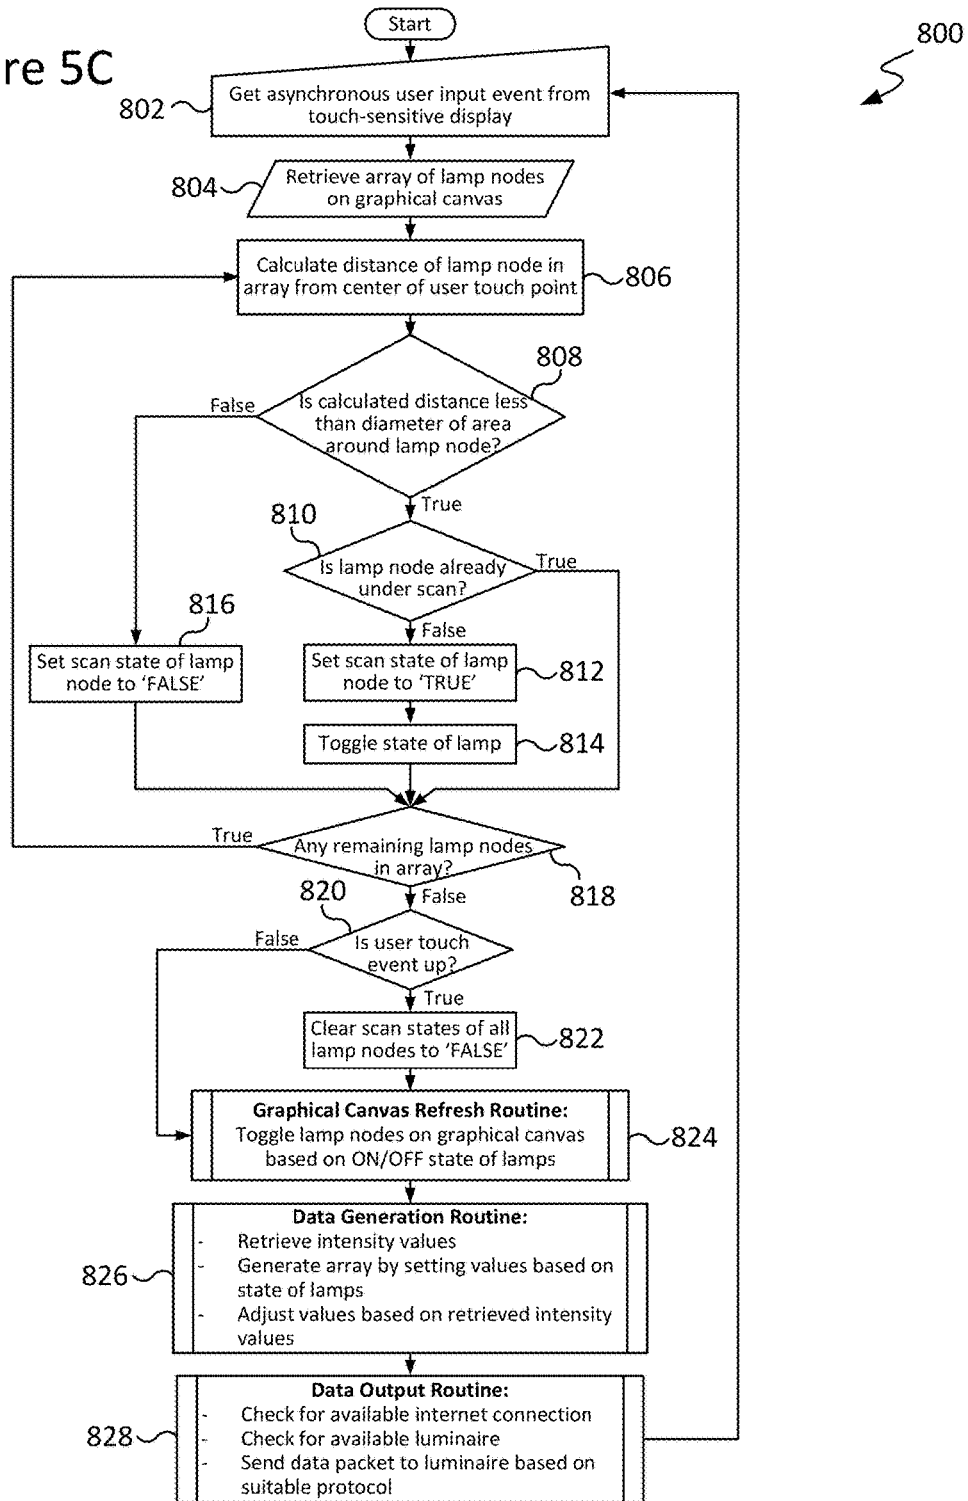 Start
800
re 5C
802
Get asynchronous user input event from
touch-sensitive display
804
Retrieve array of lamp nodes
on graphical canvas
Calculate distance of lamp node in
array from center of user touch point
806
808
False
Is calculated distance less
than diameter of area
around lamp node?
True
810
Is lamp node already
under scan?
True
False
816
Set scan state of lamp
node to ‘FALSE’
Set scan state of lamp
node to ‘TRUE’
812
Toggle state of lamp
814
True
Any remaining lamp nodes
in array?
818
False
820
False
Is user touch
event up?
True
Clear scan states of all
lamp nodes to ‘FALSE’
822
Graphical Canvas Refresh Routine:
Toggle lamp nodes on graphical canvas
based on ON/OFF state of lamps
824
Data Generation Routine:
- Retrieve intensity values
- Generate array by setting values based on
state of lamps
- Adjust values based on retrieved intensity
values
826
Data Output Routine:
- Check for available internet connection
- Check for available luminaire
- Send data packet to luminaire based on
suitable protocol
828